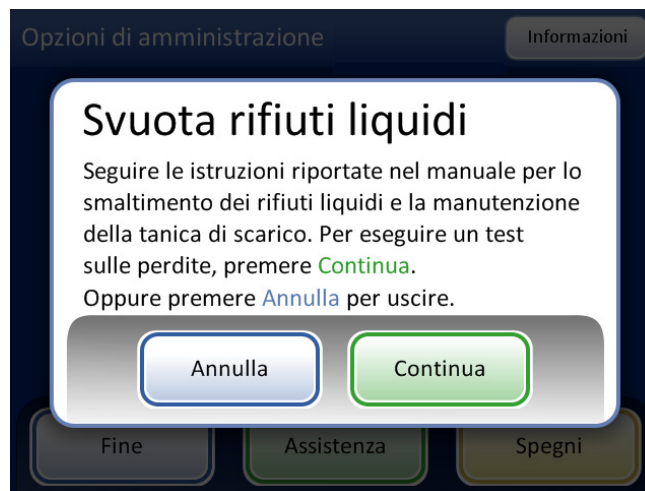 Opzioni di amministrazione
Informazioni
Svuota rifiuti liquidi
Seguire le istruzioni riportate nel manuale per lo
smaltimento dei rifiuti liquidi e la manutenzione
della tanica di scarico. Per eseguire un test
sulle perdite, premere Continua.
Oppure premere Annulla per uscire.
Annulla
Continua
Fine
Assistenza
Spegni